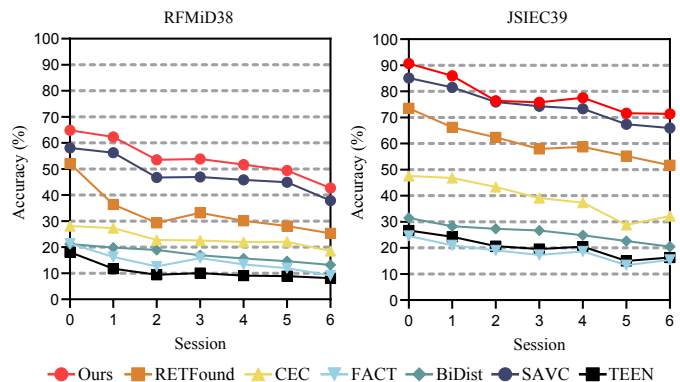 RFMiD38
JSIEC39
Accuracy (%)
100
90
80
70
60
50
40
30
20
10
0
0 1 2 3 4 5 6
Session
Accuracy (%)
100
90
80
70
60
50
40
30
20
10
0
0 1 2 3 4 5 6
Session
Ours RETFound CEC FACT BiDist SAVC TEEN